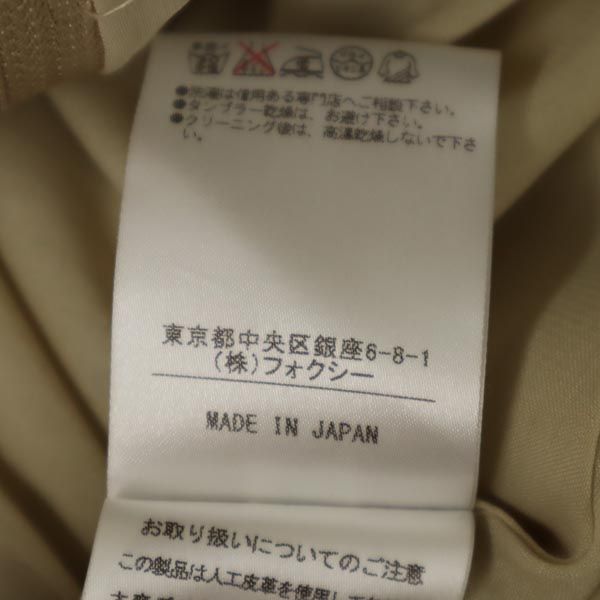 ●洗濯は信用ある専門店へご相談下さい。
●タンブラー乾燥は、お避け下さい。
●クリーニング後は、高温乾燥しないで下さい。
東京都中央区銀座6-8-1
(株)フォクシー
MADE IN JAPAN
お取り扱いについてのご注意
この製品は人工皮革を使用して